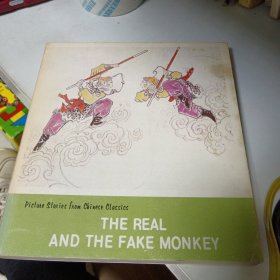 Picture Stories from Chinese Classics
THE REAL
AND THE FAKE MONKEY